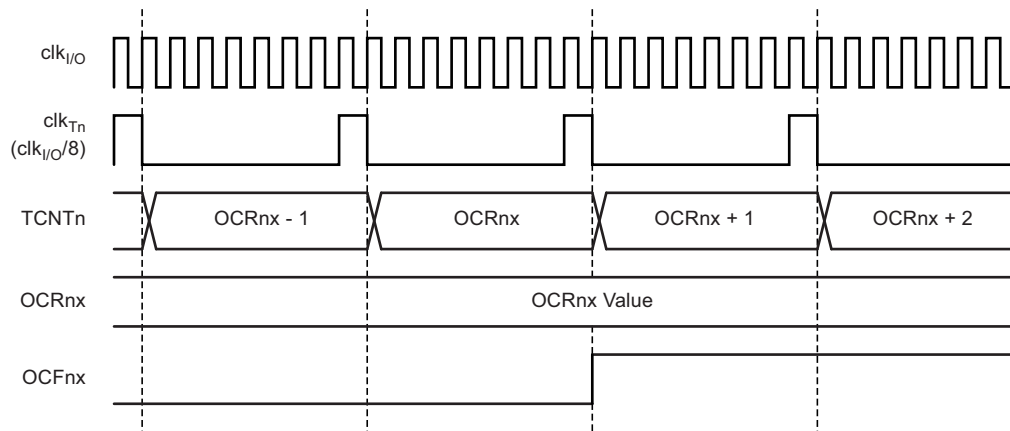 clkI/O
clkTn
(clkI/O/8)
TCNTn OCRnx - 1 OCRnx OCRnx + 1 OCRnx + 2
OCRnx OCRnx Value
OCFnx